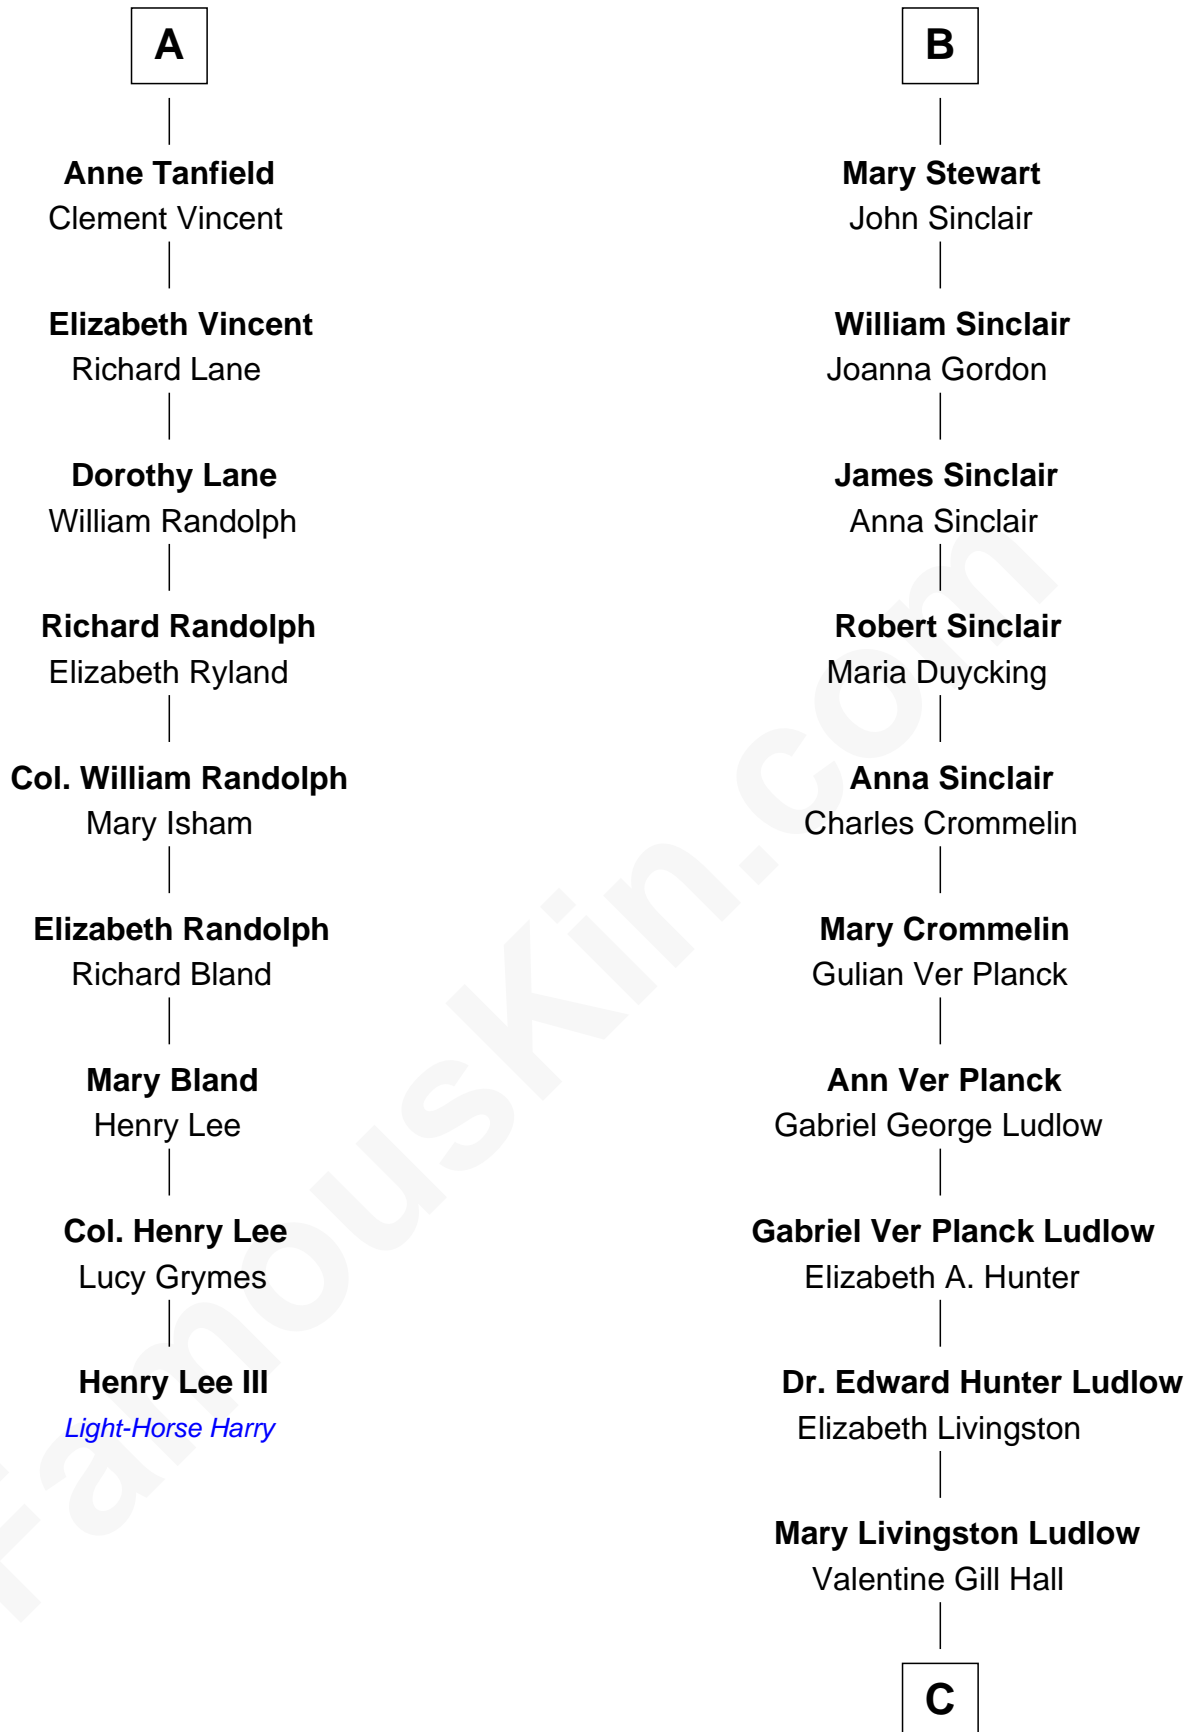 A
Anne Tanfield
Clement Vincent
Elizabeth Vincent
Richard Lane
Dorothy Lane
William Randolph
Richard Randolph
Elizabeth Ryland
Col. William Randolph
Mary Isham
Elizabeth Randolph
Richard Bland
Mary Bland
Henry Lee
Col. Henry Lee
Lucy Grymes
Henry Lee III
Light-Horse Harry
B
Mary Stewart
John Sinclair
William Sinclair
Joanna Gordon
James Sinclair
Anna Sinclair
Robert Sinclair
Maria Duycking
Anna Sinclair
Charles Crommelin
Mary Crommelin
Gulian Ver Planck
Ann Ver Planck
Gabriel George Ludlow
Gabriel Ver Planck Ludlow
Elizabeth A. Hunter
Dr. Edward Hunter Ludlow
Elizabeth Livingston
Mary Livingston Ludlow
Valentine Gill Hall
C
FamousKin.com